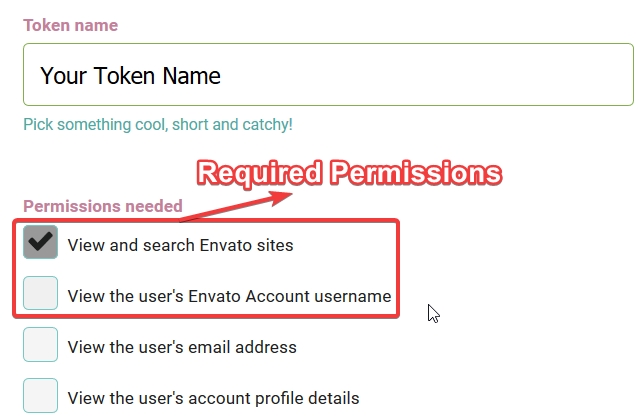 Token name
Your Token Name
Pick something cool, short and catchy!
Required Permissions
Permissions needed
View and search Envato sites
View the user's Envato Account username
View the user's email address
View the user's account profile details